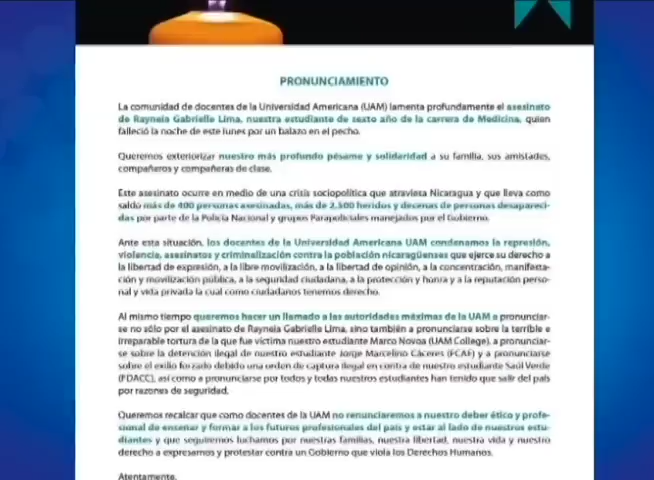 PRONUNCIAMIENTO
La comunidad de docentes de la Universidad Americana (UAM) lamenta profundamente el asesinato
de Rayneia Gabrielle Lima, nuestra estudiante de sexto año de la carrera de Medicina, quien
falleció la noche de este lunes por un balazo en el pecho.
Queremos exteriorizar nuestro más profundo pésame y solidaridad a su familia, sus amistades,
compañeros y compañeras de clase.
Este asesinato ocurre en medio de una crisis sociopolítica que atraviesa Nicaragua y que lleva como
saldo más de 400 personas asesinadas, más de 2,500 heridos y decenas de personas desapareci-
das por parte de la Policía Nacional y grupos Parapoliciales manejados por el Gobierno.
Ante esta situación, los docentes de la Universidad Americana UAM condenamos la represión,
violencia, asesinatos y criminalización contra la población nicaragüenses que ejerce su derecho a
la libertad de expresión, a la libre movilización, a la libertad de opinión, a la concentración, manifesta-
ción y movilización pública, a la seguridad ciudadana, a la protección y honra y a la reputación perso-
nal y vida privada la cual como ciudadanos tenemos derecho.
Al mismo tiempo queremos hacer un llamado a las autoridades máximas de la UAM a pronunciar-
se no sólo por el asesinato de Rayneia Gabrielle Lima, sino también a pronunciarse sobre la terrible e
irreparable tortura de la que fue víctima nuestro estudiante Marco Novoa (UAM College), a pronunciar-
se sobre la detención ilegal de nuestro estudiante Jorge Marcelino Cáceres (FCAF) y a pronunciarse
sobre el exilio forzado debido una orden de captura ilegal en contra de nuestro estudiante Saúl Verde
(FDACC), así como a pronunciarse por todos y todas nuestros estudiantes han tenido que salir del país
por razones de seguridad.
Queremos recalcar que como docentes de la UAM no renunciaremos a nuestro deber ético y profe-
sional de enseñar y formar a los futuros profesionales del país y estar al lado de nuestros estu-
diantes y que seguiremos luchamos por nuestras familias, nuestra libertad, nuestra vida y nuestro
derecho a expresarnos y protestar contra un Gobierno que viola los Derechos Humanos.
Atentamente,